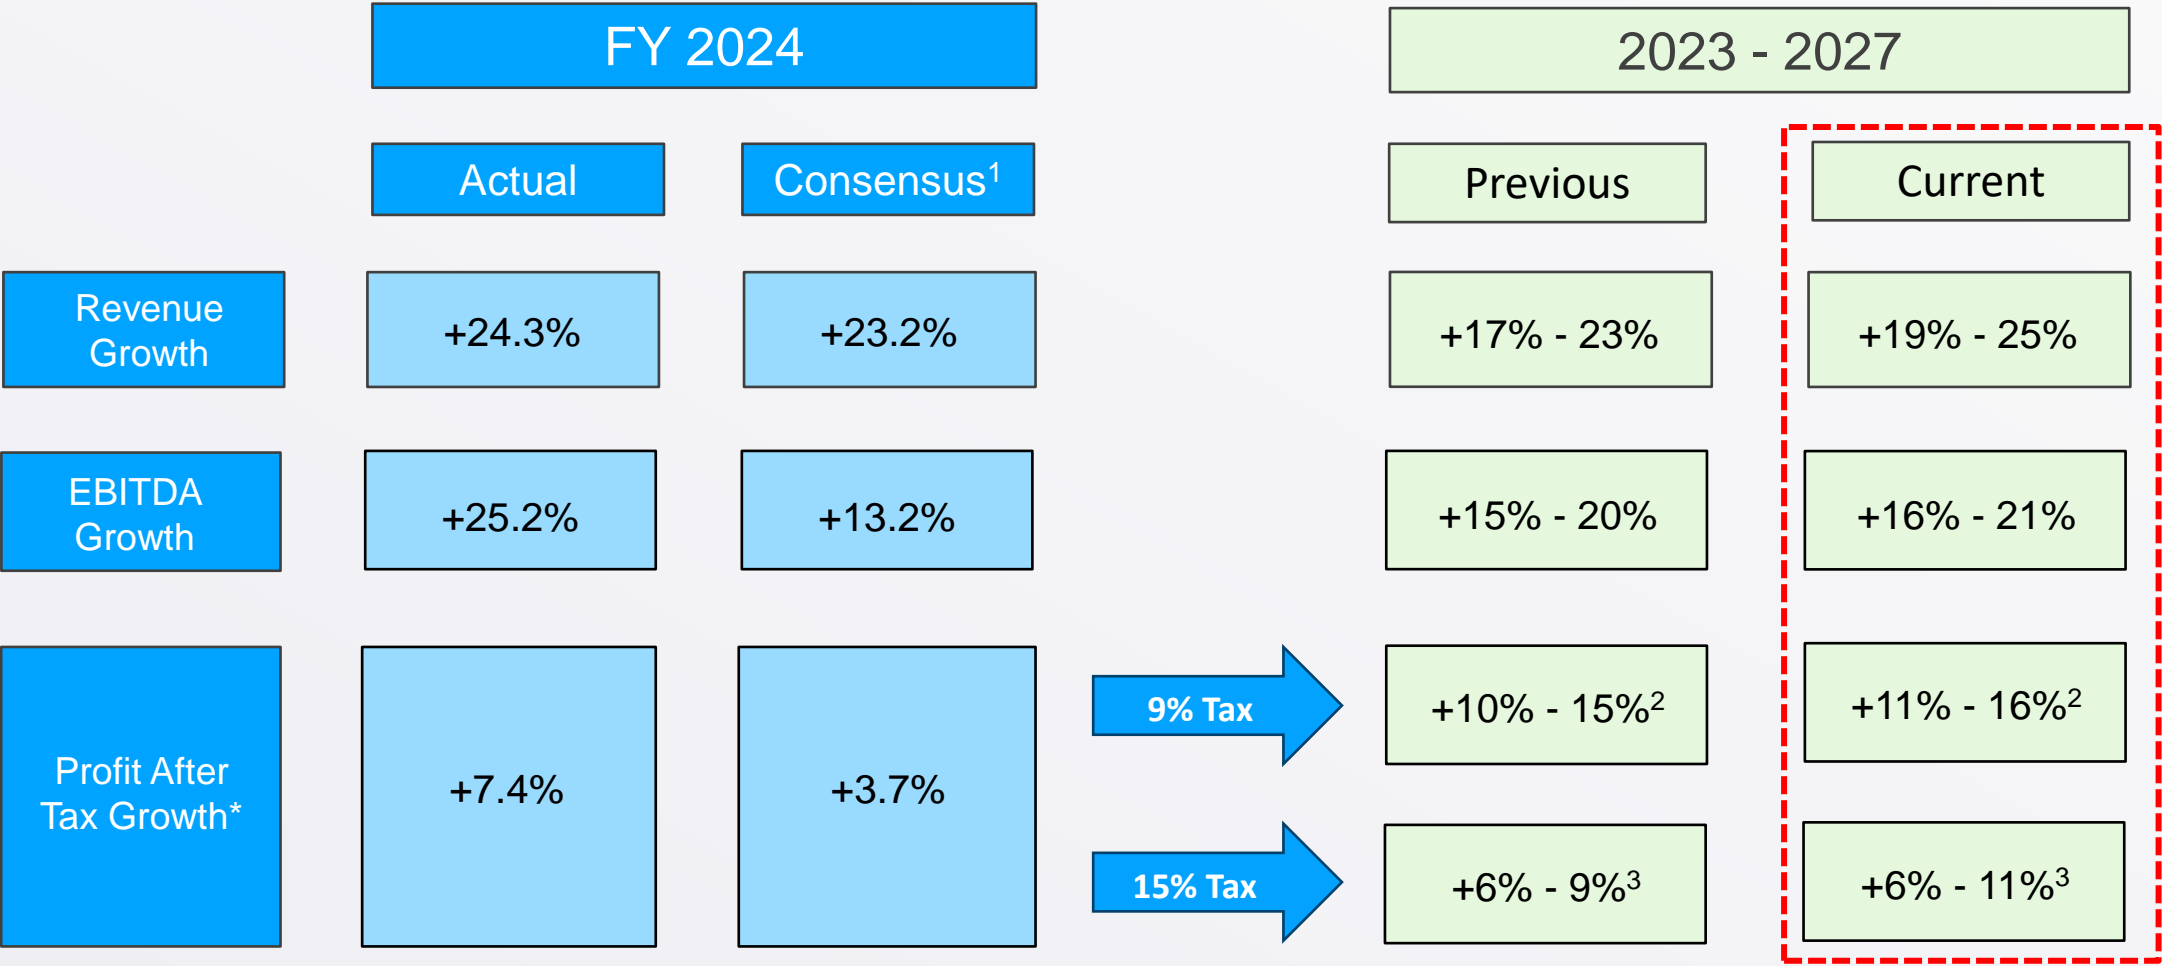 FY 2024
2023 - 2027
Actual
Consensus¹
Previous
Current
Revenue
Growth
+24.3%
+23.2%
+17% - 23%
+19% - 25%
EBITDA
Growth
+25.2%
+13.2%
+15% - 20%
+16% - 21%
Profit After
Tax Growth*
+7.4%
+3.7%
9% Tax
+10% - 15%²
+11% - 16%²
15% Tax
+6% - 9%³
+6% - 11%³